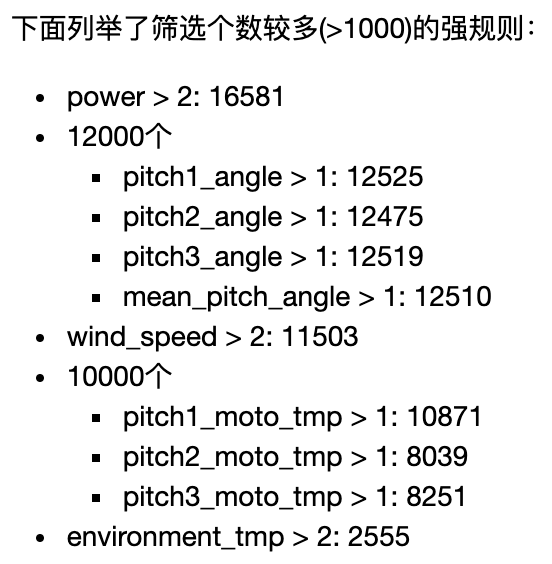 下面列举了筛选个数较多(>1000)的强规则：
• power > 2: 16581
• 12000个
▪ pitch1_angle > 1: 12525
▪ pitch2_angle > 1: 12475
▪ pitch3_angle > 1: 12519
▪ mean_pitch_angle > 1: 12510
• wind_speed > 2: 11503
• 10000个
▪ pitch1_moto_tmp > 1: 10871
▪ pitch2_moto_tmp > 1: 8039
▪ pitch3_moto_tmp > 1: 8251
• environment_tmp > 2: 2555